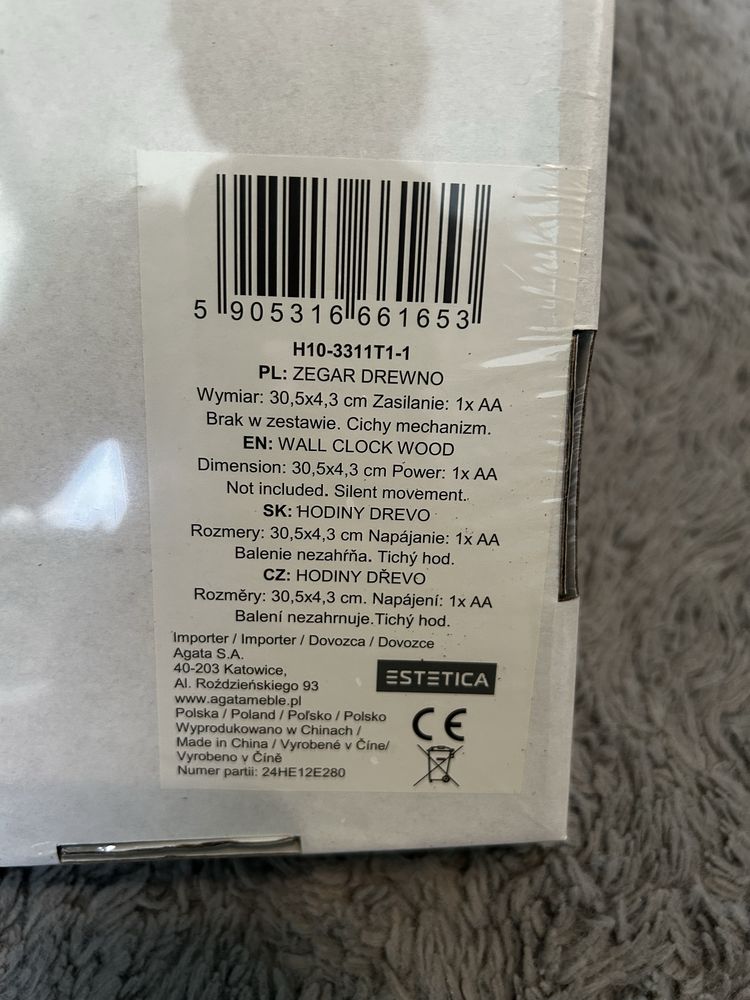 5 905316 661653
H10-3311T1-1
PL: ZEGAR DREWNO
Wymiar: 30,5x4,3 cm Zasilanie: 1x AA
Brak w zestawie. Cichy mechanizm.
EN: WALL CLOCK WOOD
Dimension: 30,5x4,3 cm Power: 1x AA
Not included. Silent movement.
SK: HODINY DREVO
Rozmery: 30,5x4,3 cm Napájanie: 1x AA
Balenie nezahŕňa. Tichý hod.
CZ: HODINY DŘEVO
Rozměry: 30,5x4,3 cm. Napájení: 1x AA
Balení nezahrnuje.Tichý hod.
Importer / Importer / Dovozca / Dovozce
Agata S.A.
40-203 Katowice,
Al. Roździeńskiego 93
www.agatameble.pl
Polska / Poland / Poľsko / Polsko
Wyprodukowano w Chinach /
Made in China / Vyrobené v Číne/
Vyrobeno v Číně
Numer partii: 24HE12E280
ESTETICA
CE